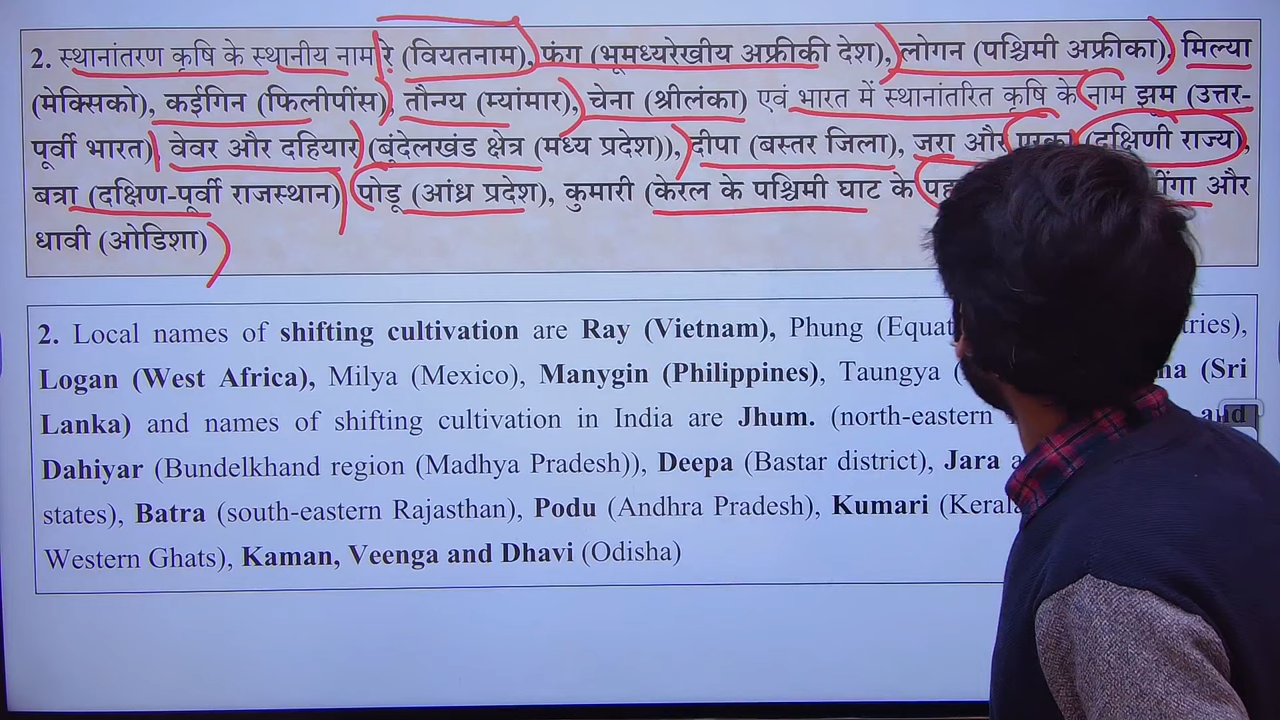 2. स्थानांतरण कृषि के स्थानीय नाम रे (वियतनाम), फंग (भूमध्यरेखीय अफ्रीकी देश), लोगन (पश्चिमी अफ्रीका), मिल्या
(मेक्सिको), कईगिन (फिलीपींस), तौन्ग्य (म्यांमार), चेना (श्रीलंका) एवं भारत में स्थानांतरित कृषि के नाम झूम (उत्तर-
पूर्वी भारत), वेवर और दहियार (बुंदेलखंड क्षेत्र (मध्य प्रदेश)), दीपा (बस्तर जिला), जरा और (दक्षिणी राज्य),
बत्रा (दक्षिण-पूर्वी राजस्थान), पोडू (आंध्र प्रदेश), कुमारी (केरल के पश्चिमी घाट के और
धावी (ओडिशा)
2. Local names of shifting cultivation are Ray (Vietnam), Phung
Logan (West Africa), Milya (Mexico), Manygin (Philippines), Taungya (Sri
Lanka) and names of shifting cultivation in India are Jhum. (north-eastern and
Dahiyar (Bundelkhand region (Madhya Pradesh)), Deepa (Bastar district), Jara
states), Batra (south-eastern Rajasthan), Podu (Andhra Pradesh), Kumari
Western Ghats), Kaman, Veenga and Dhavi (Odisha)